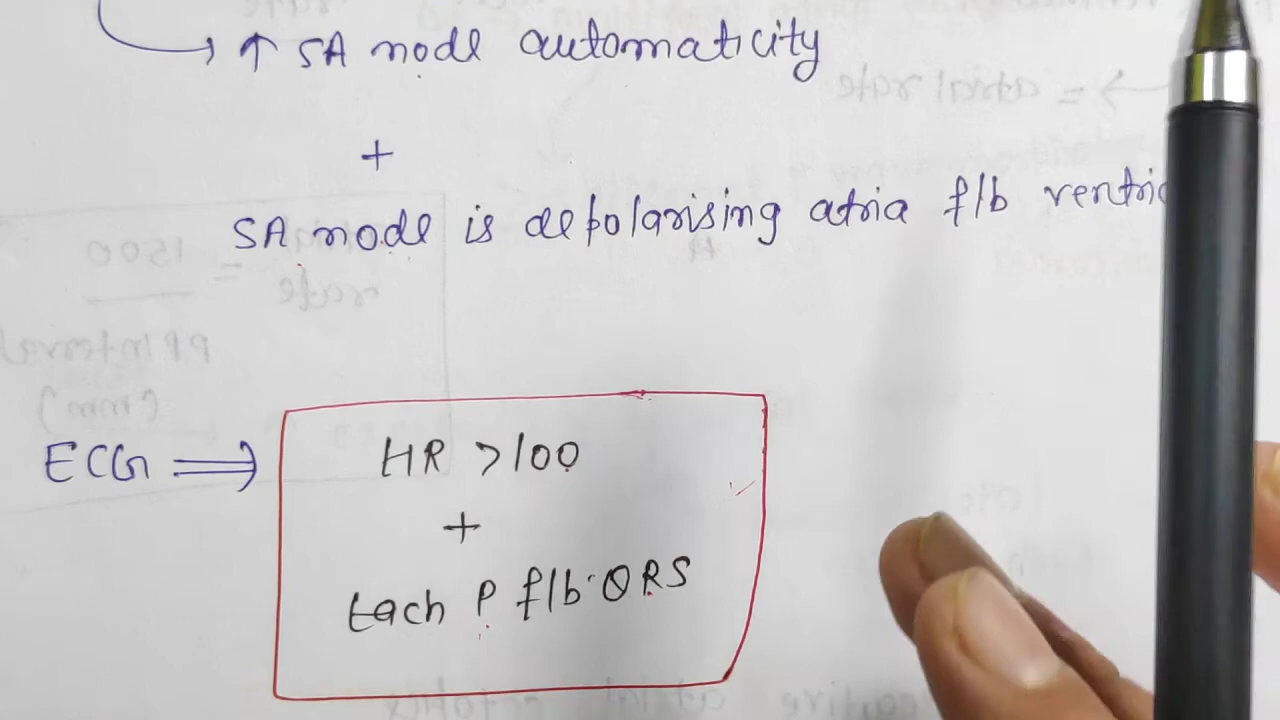 ↑ SA node automaticity
+
SA node is depolarising atria f/b ventric
ECG ⇒ HR >100
+
Each P f/b QRS